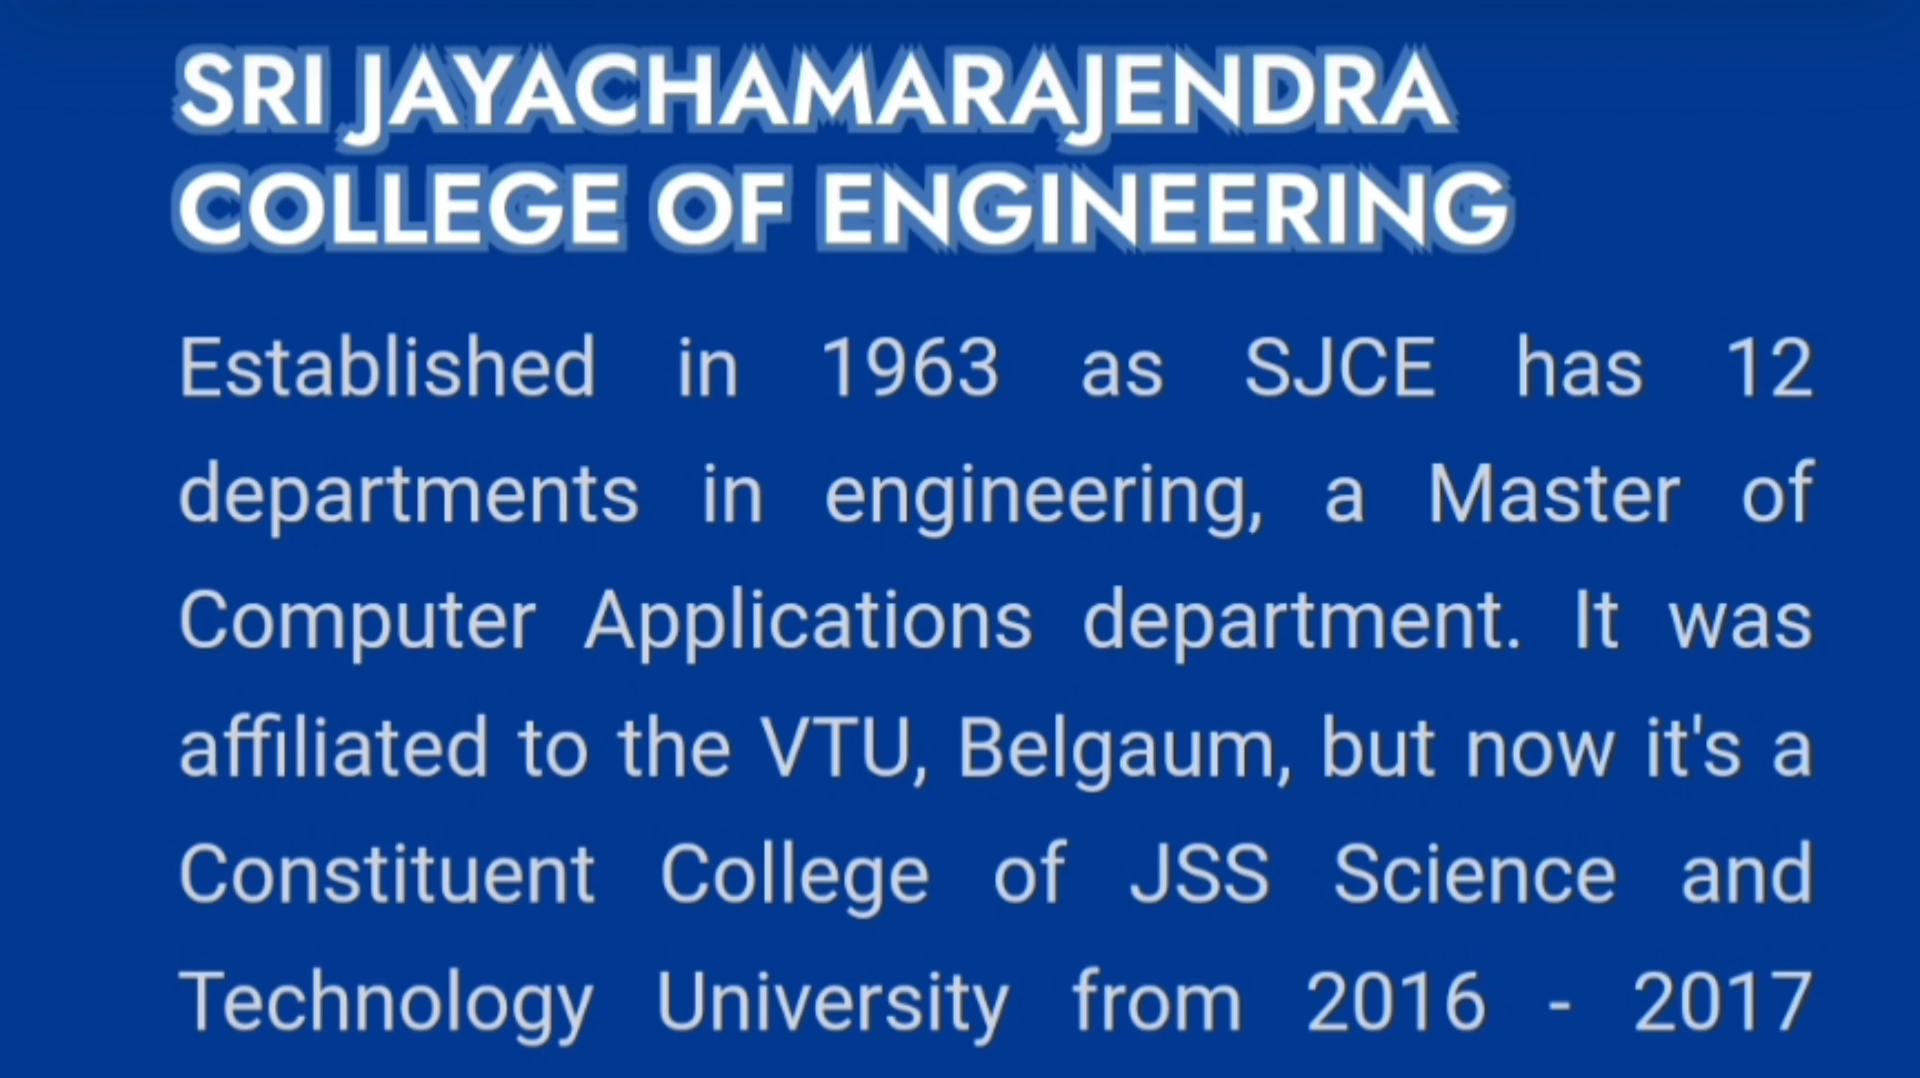 SRI JAYACHAMARAJENDRA
COLLEGE OF ENGINEERING
Established in 1963 as SJCE has 12
departments in engineering, a Master of
Computer Applications department. It was
affiliated to the VTU, Belgaum, but now it's a
Constituent College of JSS Science and
Technology University from 2016 - 2017